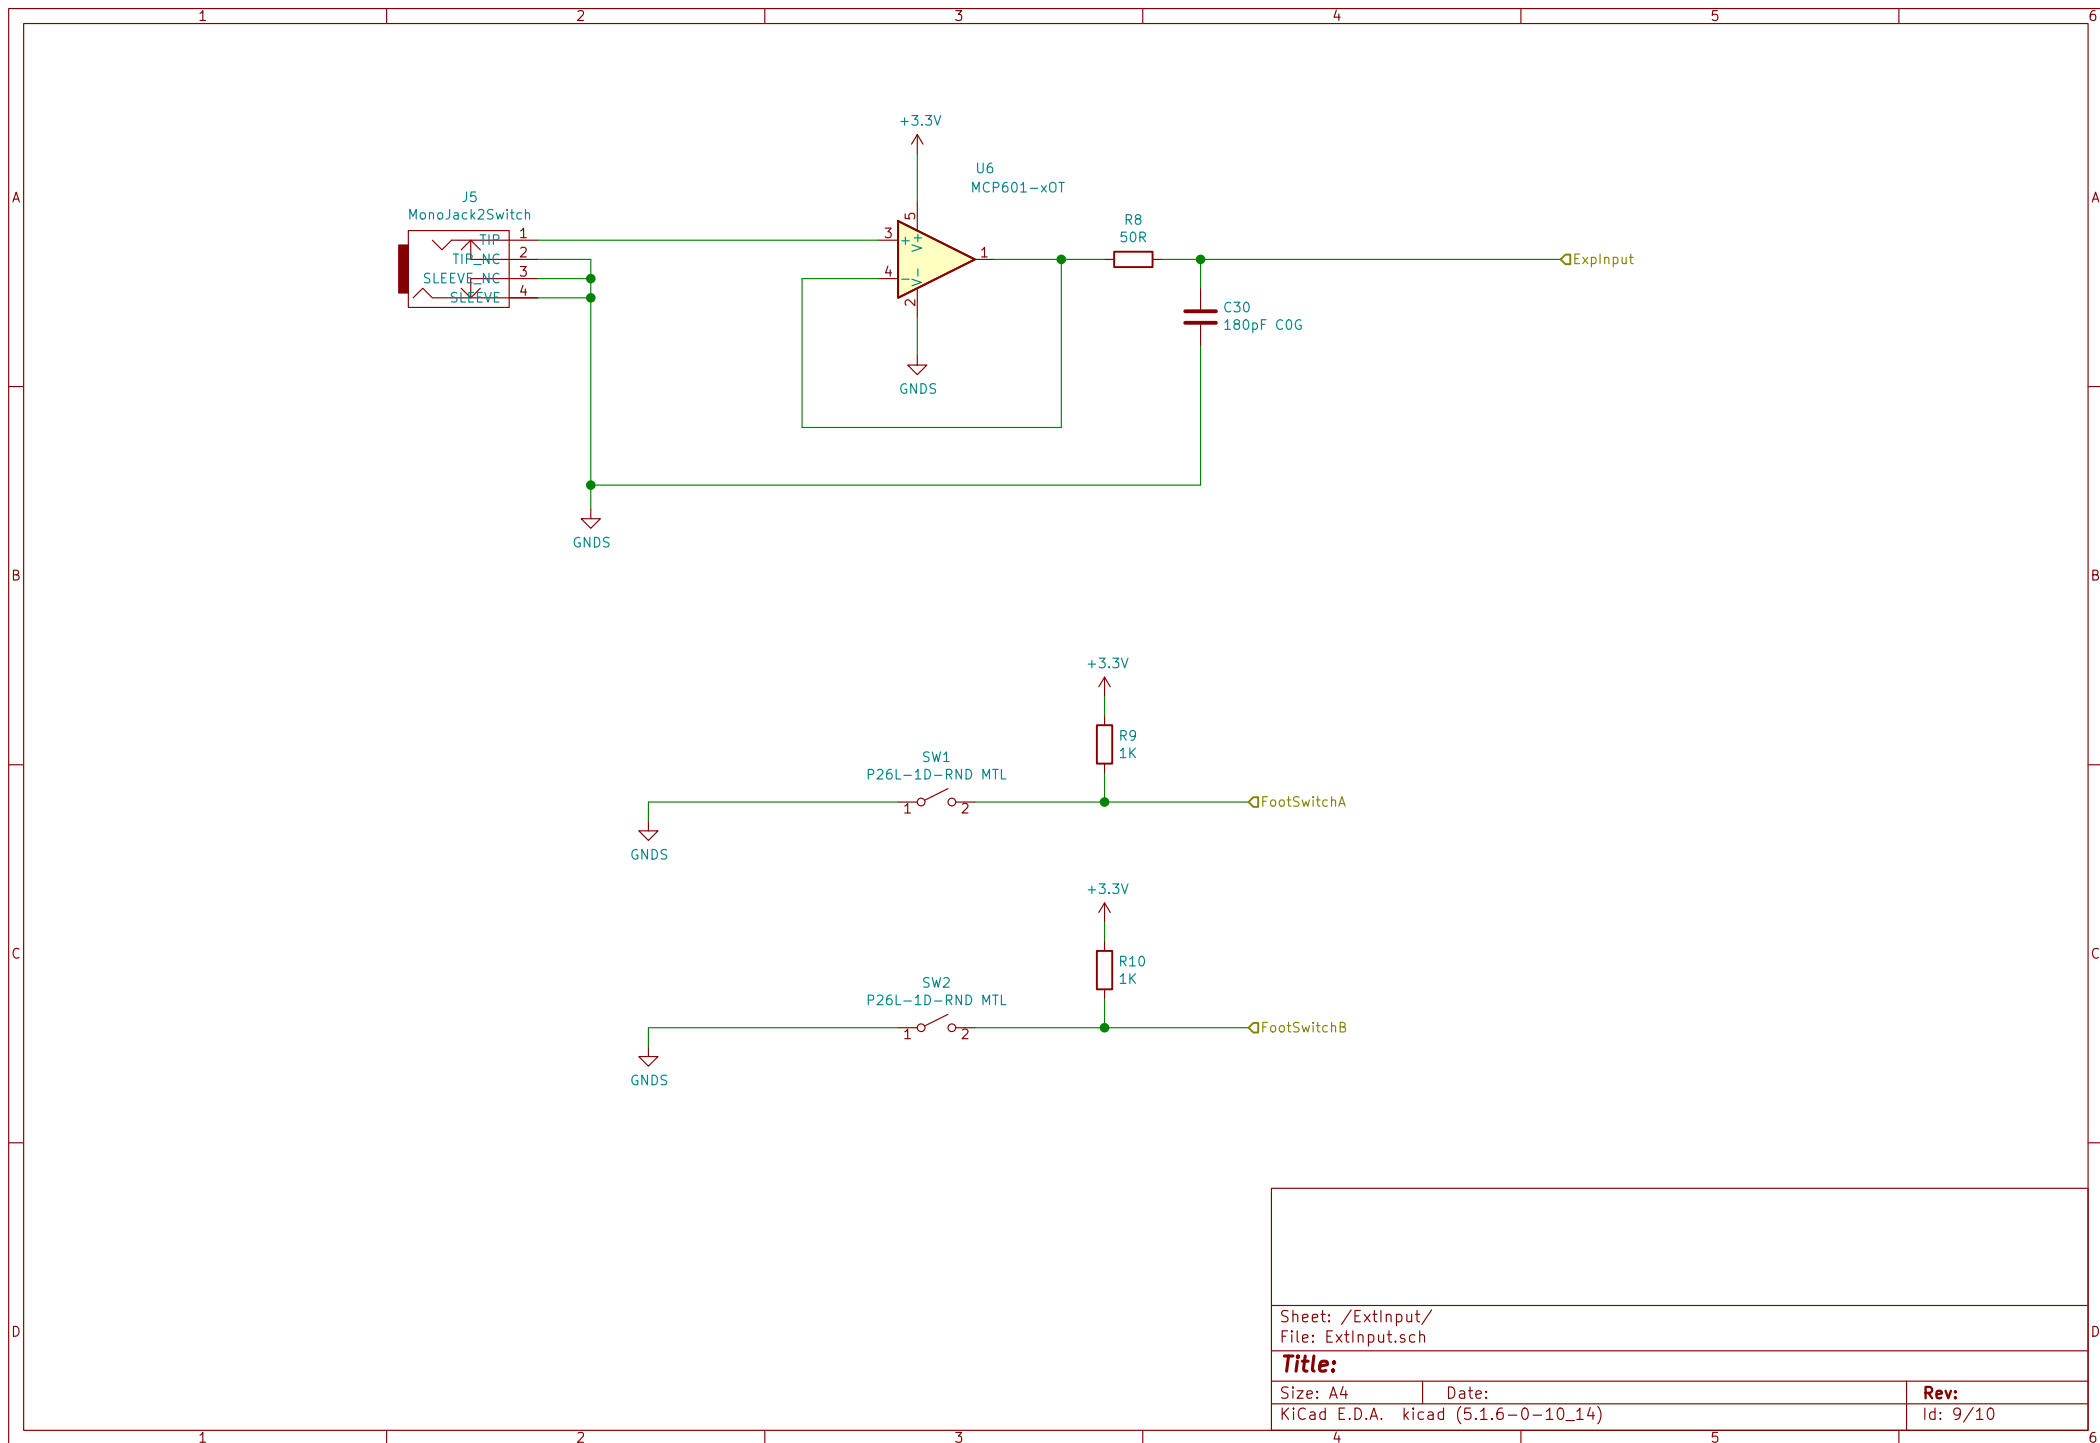 1 2 3 4 5 6
+3.3V
U6
MCP601-xOT
A A
J5
MonoJack2Switch
R8
50R
TIP 1
TIP_NC 2
SLEEVE_NC 3
SLEEVE 4
5
3 + V+
1
4 - V-
2
ExpInput
C30
180pF C0G
GNDS
GNDS
B B
+3.3V
R9
1K
SW1
P26L-1D-RND MTL
1 2
FootSwitchA
GNDS
+3.3V
C C
R10
1K
SW2
P26L-1D-RND MTL
1 2
FootSwitchB
GNDS
Sheet: /ExtInput/
D D
File: ExtInput.sch
Title:
Size: A4 Date: Rev:
KiCad E.D.A. kicad (5.1.6-0-10_14) Id: 9/10
1 2 3 4 5 6